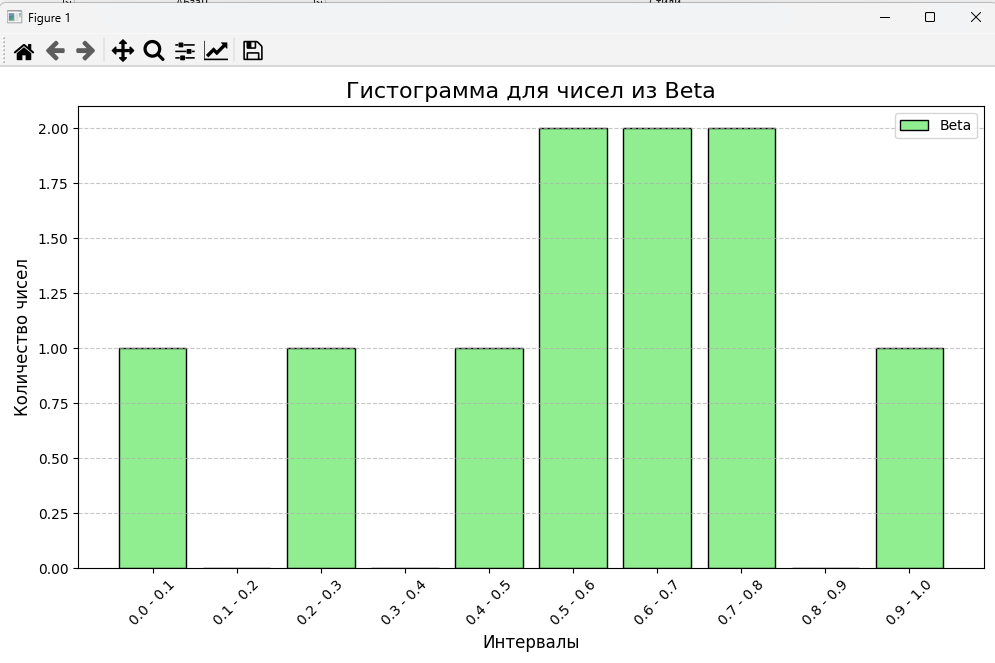 Figure 1
Гистограмма для чисел из Beta
Beta
2.00
1.75
1.50
1.25
1.00
0.75
0.50
0.25
0.00
Количество чисел
0.0 - 0.1
0.1 - 0.2
0.2 - 0.3
0.3 - 0.4
0.4 - 0.5
0.5 - 0.6
0.6 - 0.7
0.7 - 0.8
0.8 - 0.9
0.9 - 1.0
Интервалы